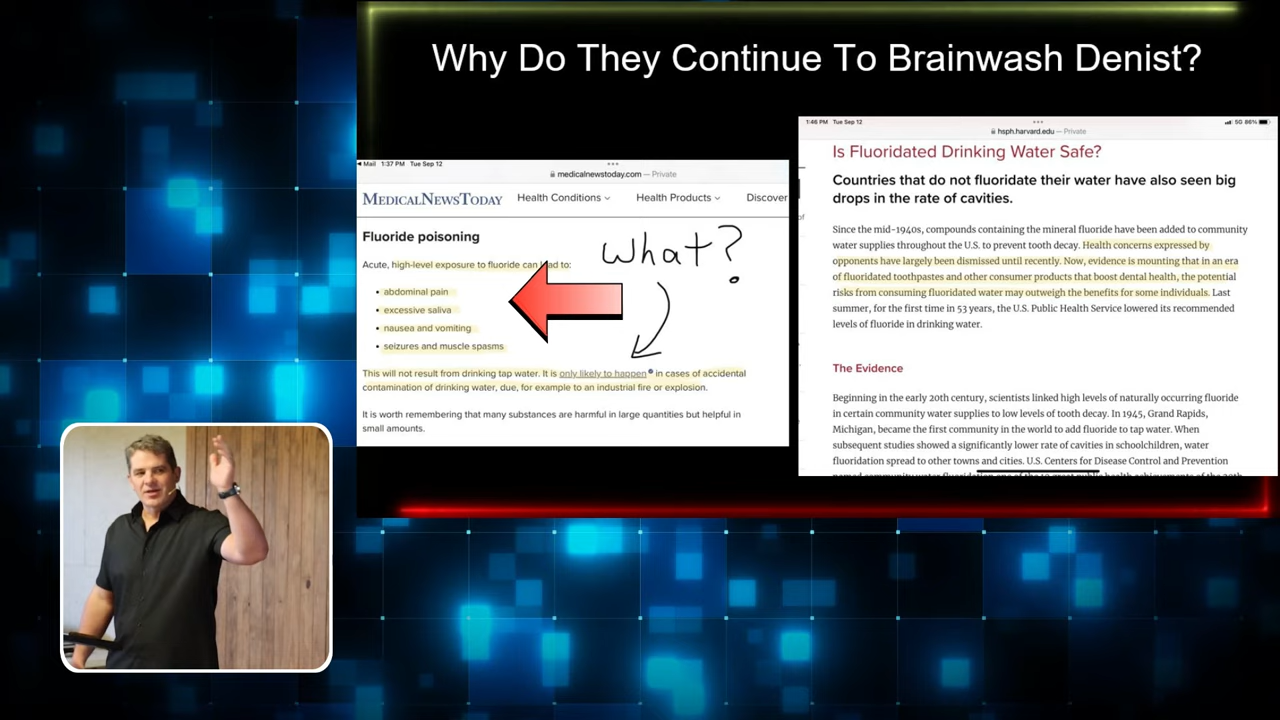 Why Do They Continue To Brainwash Denist?
Mail 1:37 PM Tue Sep 12
medicalnewstoday.com — Private
MEDICALNEWSTODAY Health Conditions Health Products Discover
Fluoride poisoning
what?
Acute, high-level exposure to fluoride can lead to:
• abdominal pain
• excessive saliva
• nausea and vomiting
• seizures and muscle spasms
This will not result from drinking tap water. It is only likely to happen in cases of accidental
contamination of drinking water, due, for example to an industrial fire or explosion.
It is worth remembering that many substances are harmful in large quantities but helpful in
small amounts.
1:46 PM Tue Sep 12 5G 86%
hsph.harvard.edu — Private
Is Fluoridated Drinking Water Safe?
Countries that do not fluoridate their water have also seen big
drops in the rate of cavities.
Since the mid-1940s, compounds containing the mineral fluoride have been added to community
water supplies throughout the U.S. to prevent tooth decay. Health concerns expressed by
opponents have largely been dismissed until recently. Now, evidence is mounting that in an era
of fluoridated toothpastes and other consumer products that boost dental health, the potential
risks from consuming fluoridated water may outweigh the benefits for some individuals. Last
summer, for the first time in 53 years, the U.S. Public Health Service lowered its recommended
levels of fluoride in drinking water.
The Evidence
Beginning in the early 20th century, scientists linked high levels of naturally occurring fluoride
in certain community water supplies to low levels of tooth decay. In 1945, Grand Rapids,
Michigan, became the first community in the world to add fluoride to tap water. When
subsequent studies showed a significantly lower rate of cavities in schoolchildren, water
fluoridation spread to other towns and cities. U.S. Centers for Disease Control and Prevention